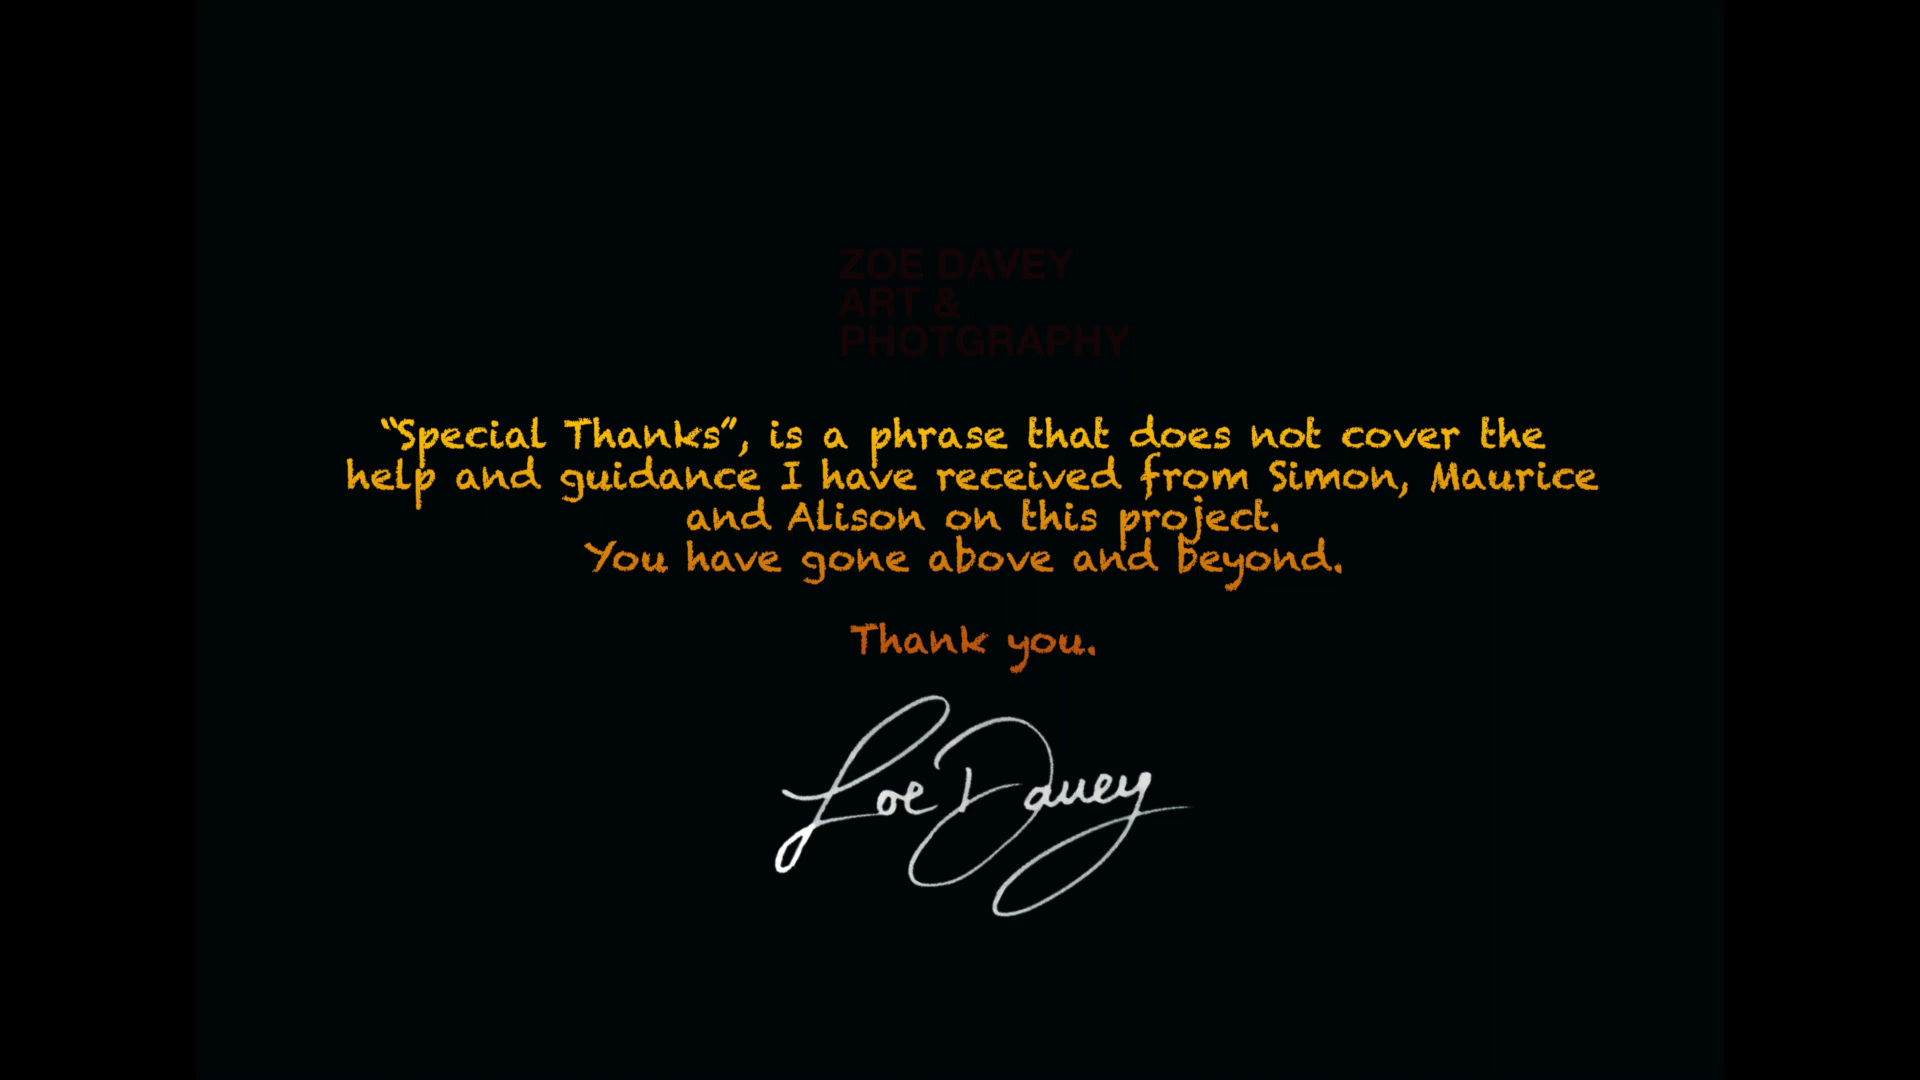 ZOE DAVEY
ART &
PHOTGRAPHY
“Special Thanks”, is a phrase that does not cover the
help and guidance I have received from Simon, Maurice
and Alison on this project.
You have gone above and beyond.
Thank you.
Zoe Davey